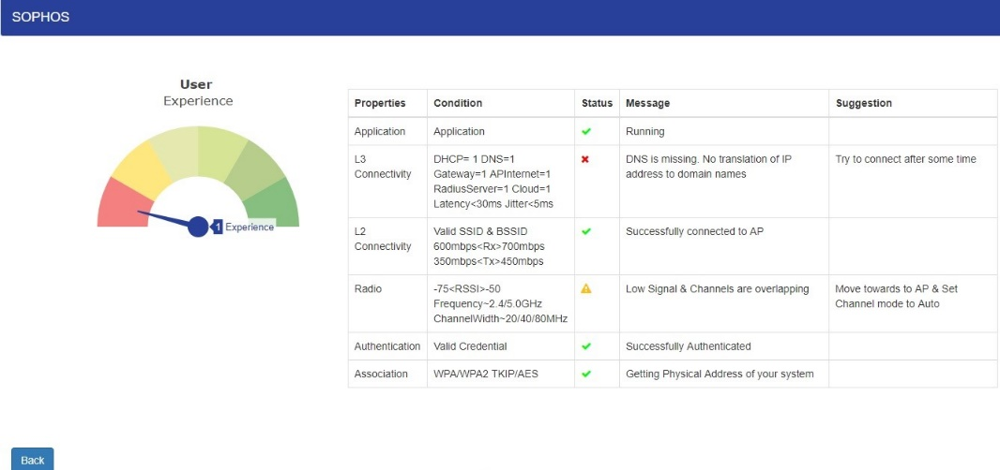 SOPHOS
User
Experience
1 Experience
Properties Condition Status Message Suggestion
Application Application Running
L3 Connectivity DHCP= 1 DNS=1 DNS is missing. No translation of IP Try to connect after some time
Gateway=1 APInternet=1 address to domain names
RadiusServer=1 Cloud=1
Latency<30ms Jitter<5ms
L2 Connectivity Valid SSID & BSSID Successfully connected to AP
600mbps<Rx>700mbps
350mbps<Tx>450mbps
Radio -75<RSSI>-50 Low Signal & Channels are overlapping Move towards to AP & Set
Frequency~2.4/5.0GHz Channel mode to Auto
ChannelWidth~20/40/80MHz
Authentication Valid Credential Successfully Authenticated
Association WPA/WPA2 TKIP/AES Getting Physical Address of your system
Back